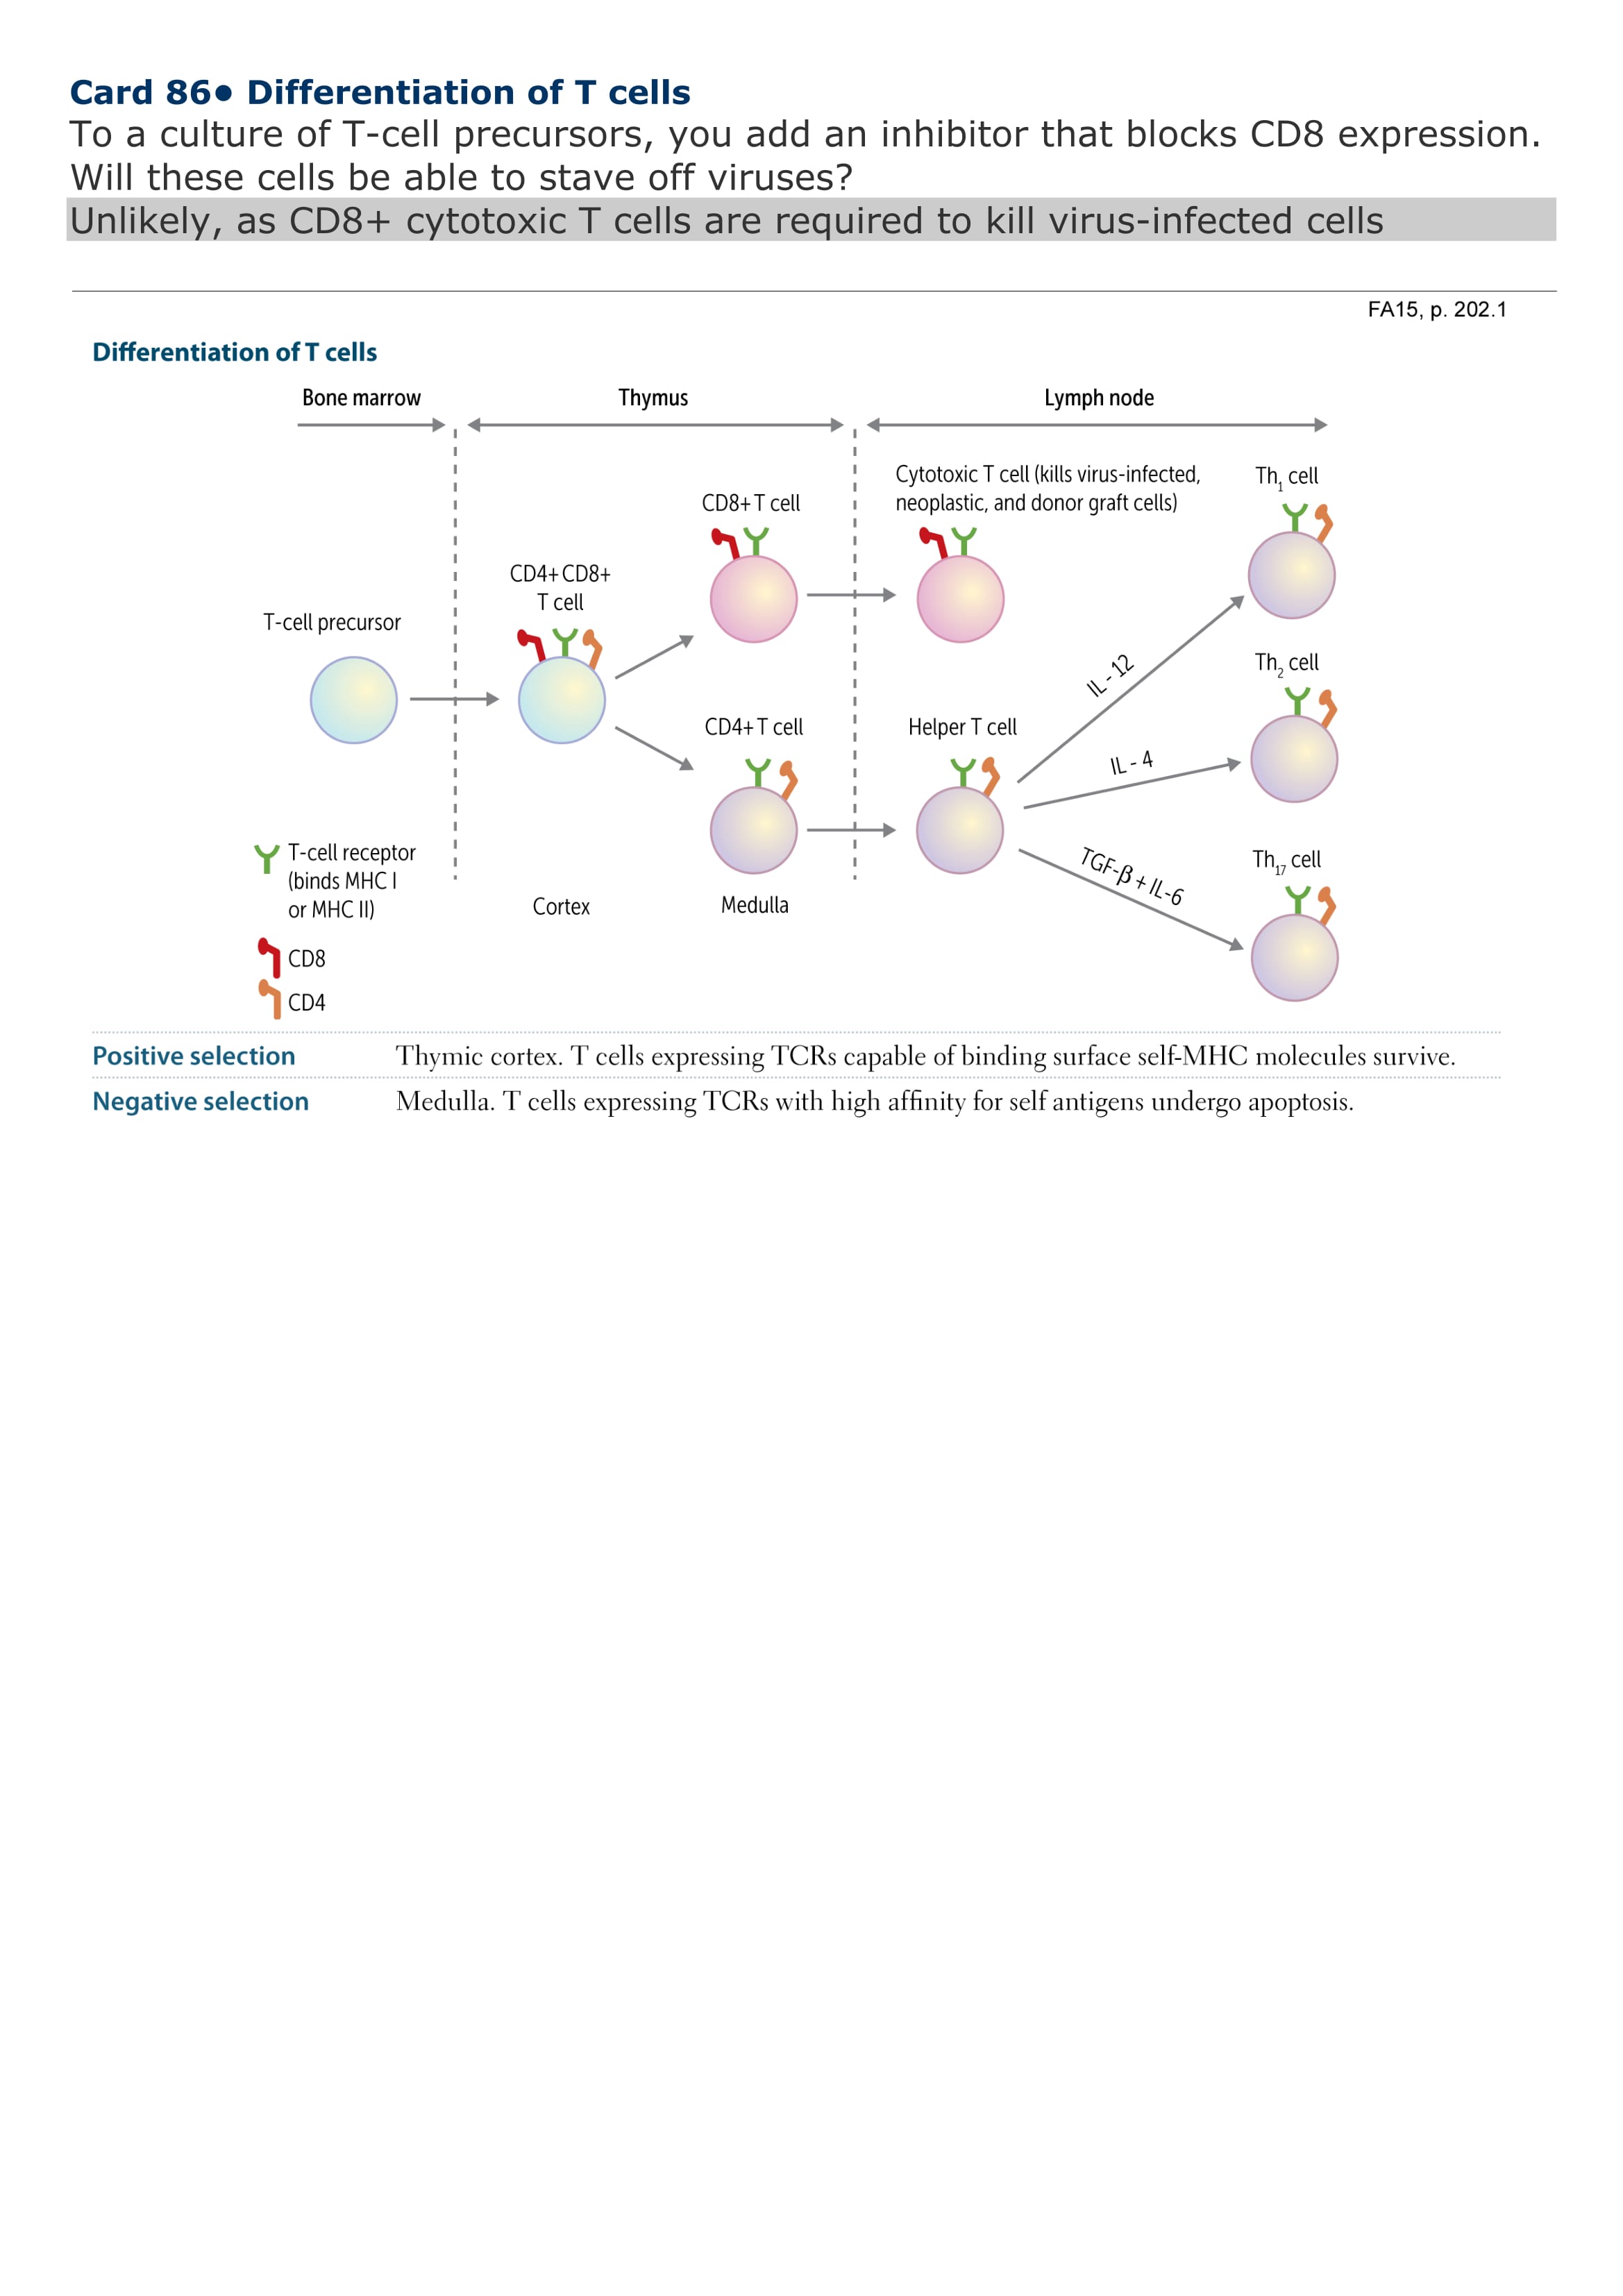 Card 86● Differentiation of T cells
To a culture of T-cell precursors, you add an inhibitor that blocks CD8 expression.
Will these cells be able to stave off viruses?
Unlikely, as CD8+ cytotoxic T cells are required to kill virus-infected cells
FA15, p. 202.1
Differentiation of T cells
Bone marrow
Thymus
Lymph node
Cytotoxic T cell (kills virus-infected,
neoplastic, and donor graft cells)
Th1 cell
CD8+ T cell
CD4+ CD8+
T cell
T-cell precursor
IL - 12
Th2 cell
CD4+ T cell
Helper T cell
IL - 4
T-cell receptor
(binds MHC I
or MHC II)
TGF-β + IL-6
Th17 cell
Cortex
Medulla
CD8
CD4
Positive selection Thymic cortex. T cells expressing TCRs capable of binding surface self-MHC molecules survive.
Negative selection Medulla. T cells expressing TCRs with high affinity for self antigens undergo apoptosis.